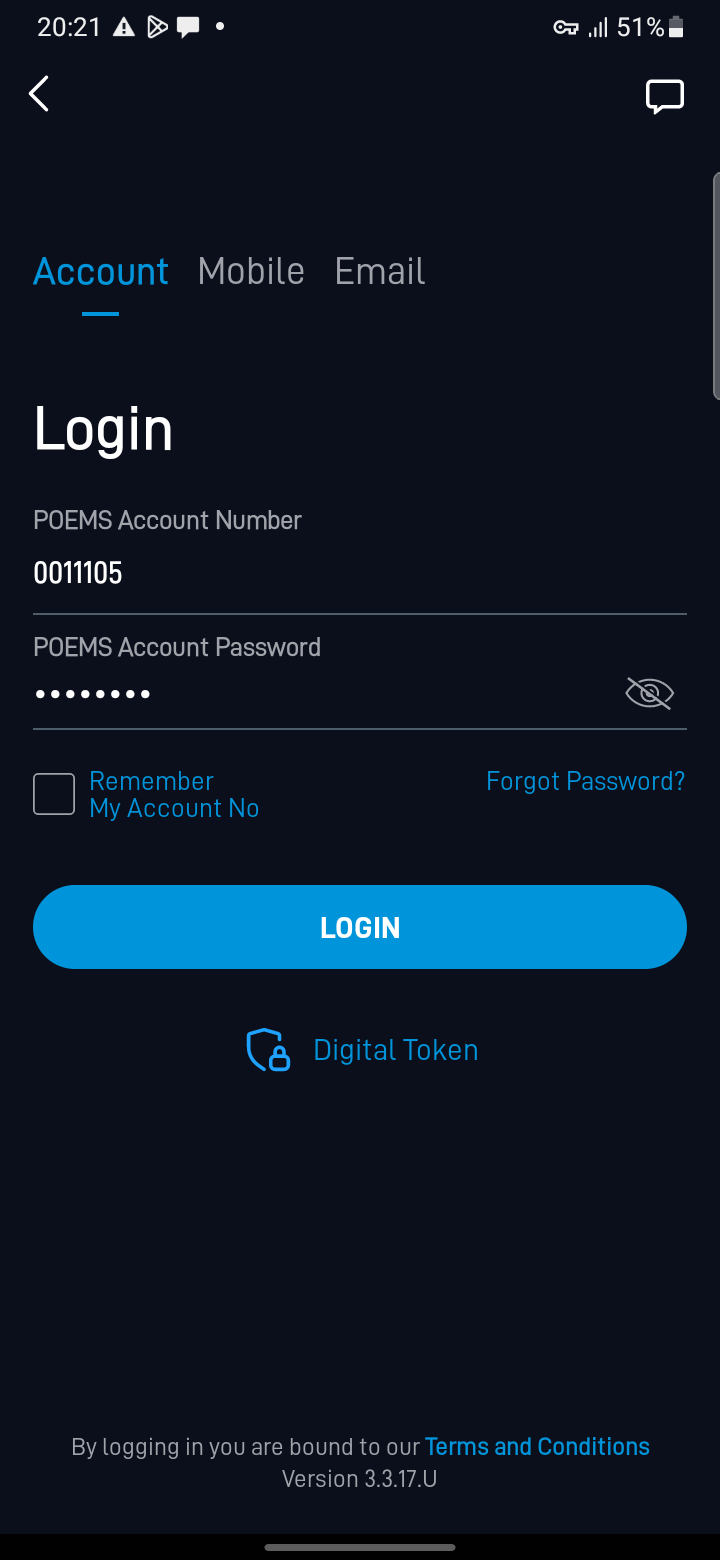 20:21 51%
Account Mobile Email
Login
POEMS Account Number
0011105
POEMS Account Password
••••••••
Remember Forgot Password?
My Account No
LOGIN
Digital Token
By logging in you are bound to our Terms and Conditions
Version 3.3.17.U